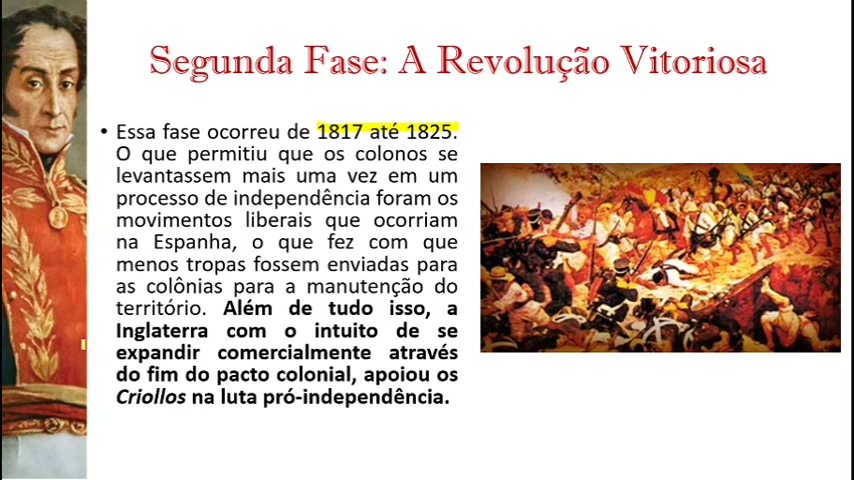 Segunda Fase: A Revolução Vitoriosa
• Essa fase ocorreu de 1817 até 1825.
O que permitiu que os colonos se
levantassem mais uma vez em um
processo de independência foram os
movimentos liberais que ocorriam
na Espanha, o que fez com que
menos tropas fossem enviadas para
as colônias para a manutenção do
território. Além de tudo isso, a
Inglaterra com o intuito de se
expandir comercialmente através
do fim do pacto colonial, apoiou os
Criollos na luta pró-independência.